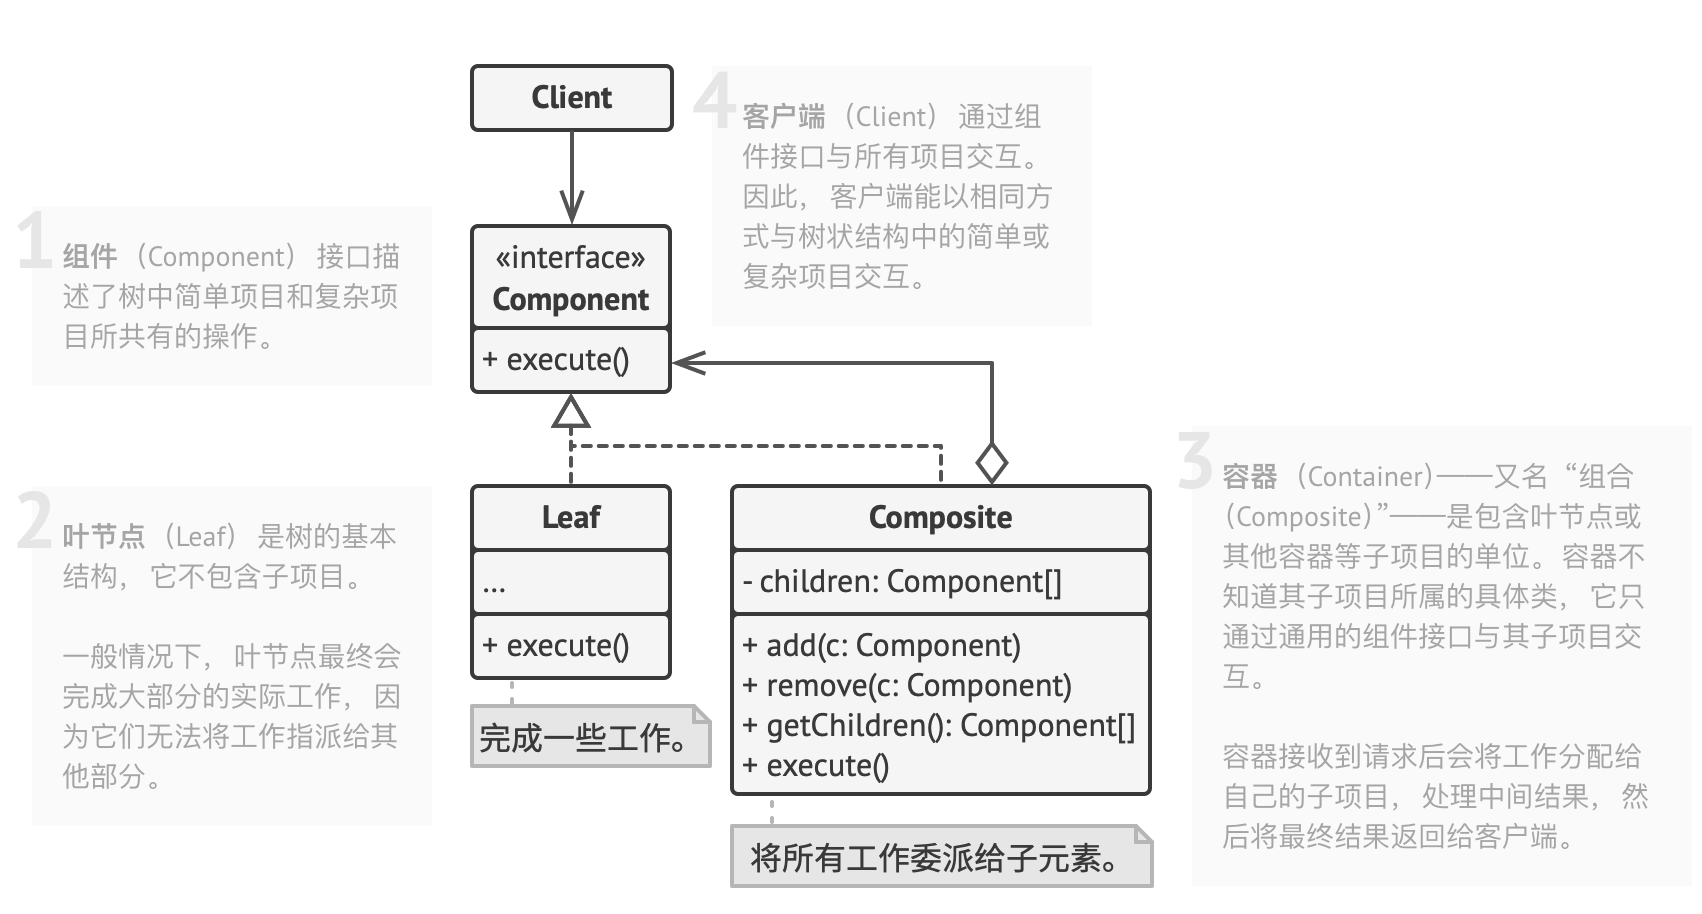 Client
4
客户端 （Client） 通过组
件接口与所有项目交互。
因此， 客户端能以相同方
式与树状结构中的简单或
复杂项目交互。
1
组件 （Component） 接口描
述了树中简单项目和复杂项
目所共有的操作。
«interface»
Component
+ execute()
2
叶节点 （Leaf） 是树的基本
结构， 它不包含子项目。
一般情况下， 叶节点最终会
完成大部分的实际工作， 因
为它们无法将工作指派给其
他部分。
Leaf
...
+ execute()
完成一些工作。
Composite
- children: Component[]
+ add(c: Component)
+ remove(c: Component)
+ getChildren(): Component[]
+ execute()
将所有工作委派给子元素。
3
容器 （Container)——又名 “组合
（Composite）”——是包含叶节点或
其他容器等子项目的单位。 容器不
知道其子项目所属的具体类， 它只
通过通用的组件接口与其子项目交
互。
容器接收到请求后会将工作分配给
自己的子项目， 处理中间结果， 然
后将最终结果返回给客户端。